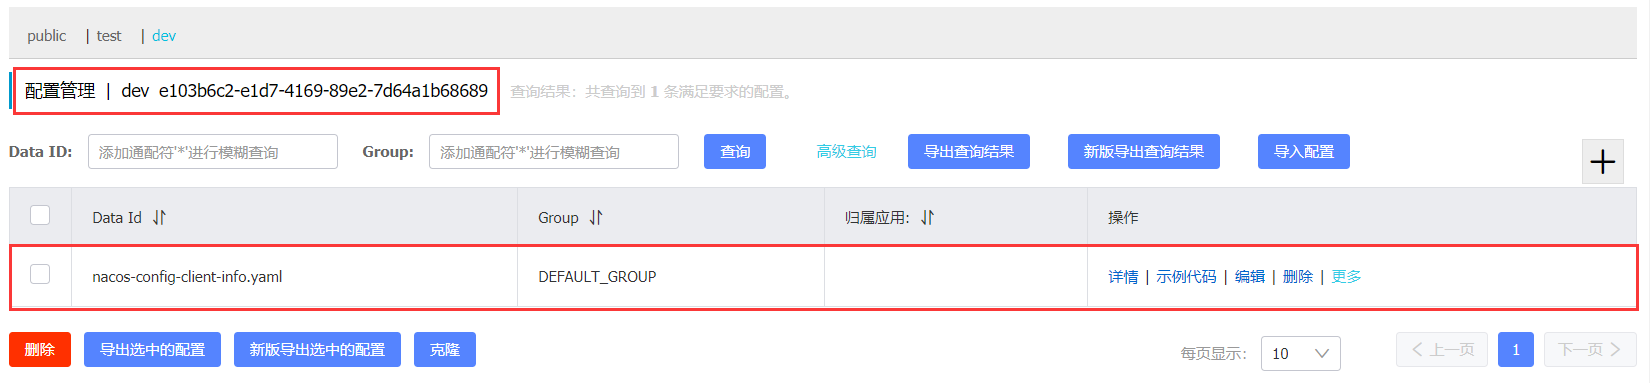 public | test | dev
配置管理 | dev e103b6c2-e1d7-4169-89e2-7d64a1b68689 查询结果：共查询到 1 条满足要求的配置。
Data ID: 添加通配符'*'进行模糊查询 Group: 添加通配符'*'进行模糊查询 查询 高级查询 导出查询结果 新版导出查询结果 导入配置
Data Id Group 归属应用: 操作
nacos-config-client-info.yaml DEFAULT_GROUP 详情 | 示例代码 | 编辑 | 删除 | 更多
删除 导出选中的配置 新版导出选中的配置 克隆 每页显示: 10 上一页 1 下一页